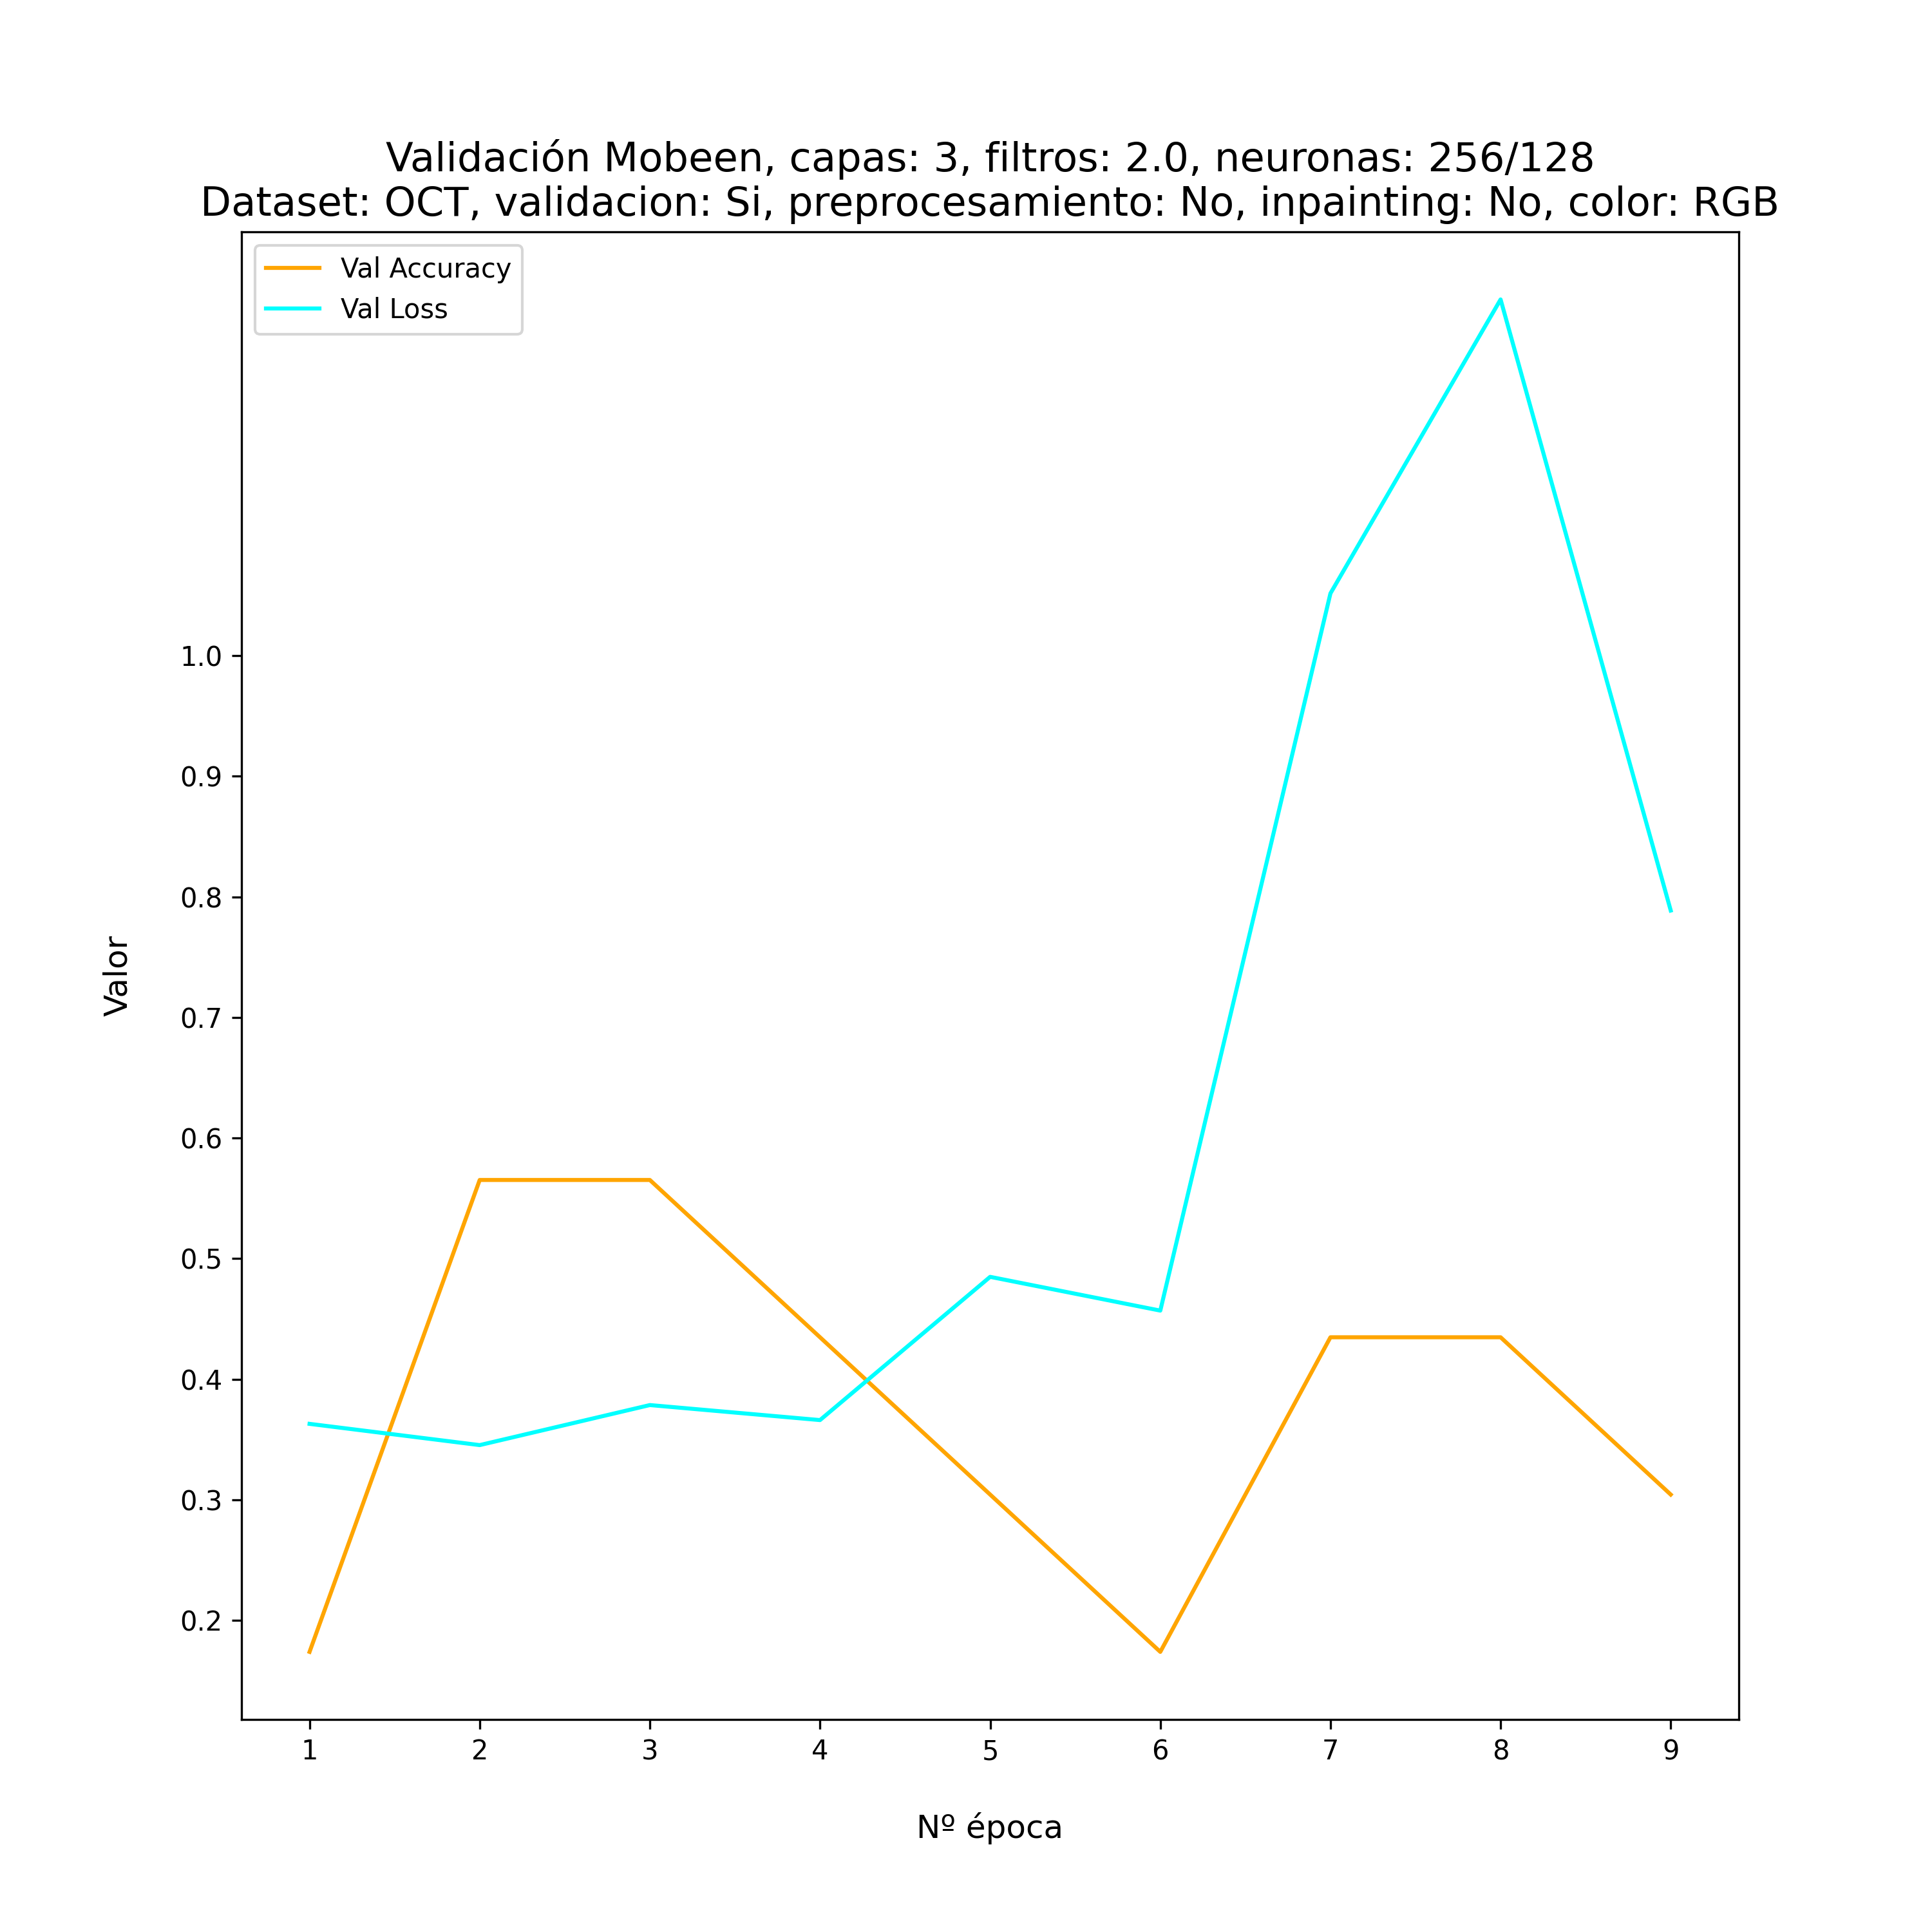 Validación Mobeen, capas: 3, filtros: 2.0, neuronas: 256/128
Dataset: OCT, validacion: Si, preprocesamiento: No, inpainting: No, color: RGB
Val Accuracy
Val Loss
Valor
1.0
0.9
0.8
0.7
0.6
0.5
0.4
0.3
0.2
1 2 3 4 5 6 7 8 9
Nº época